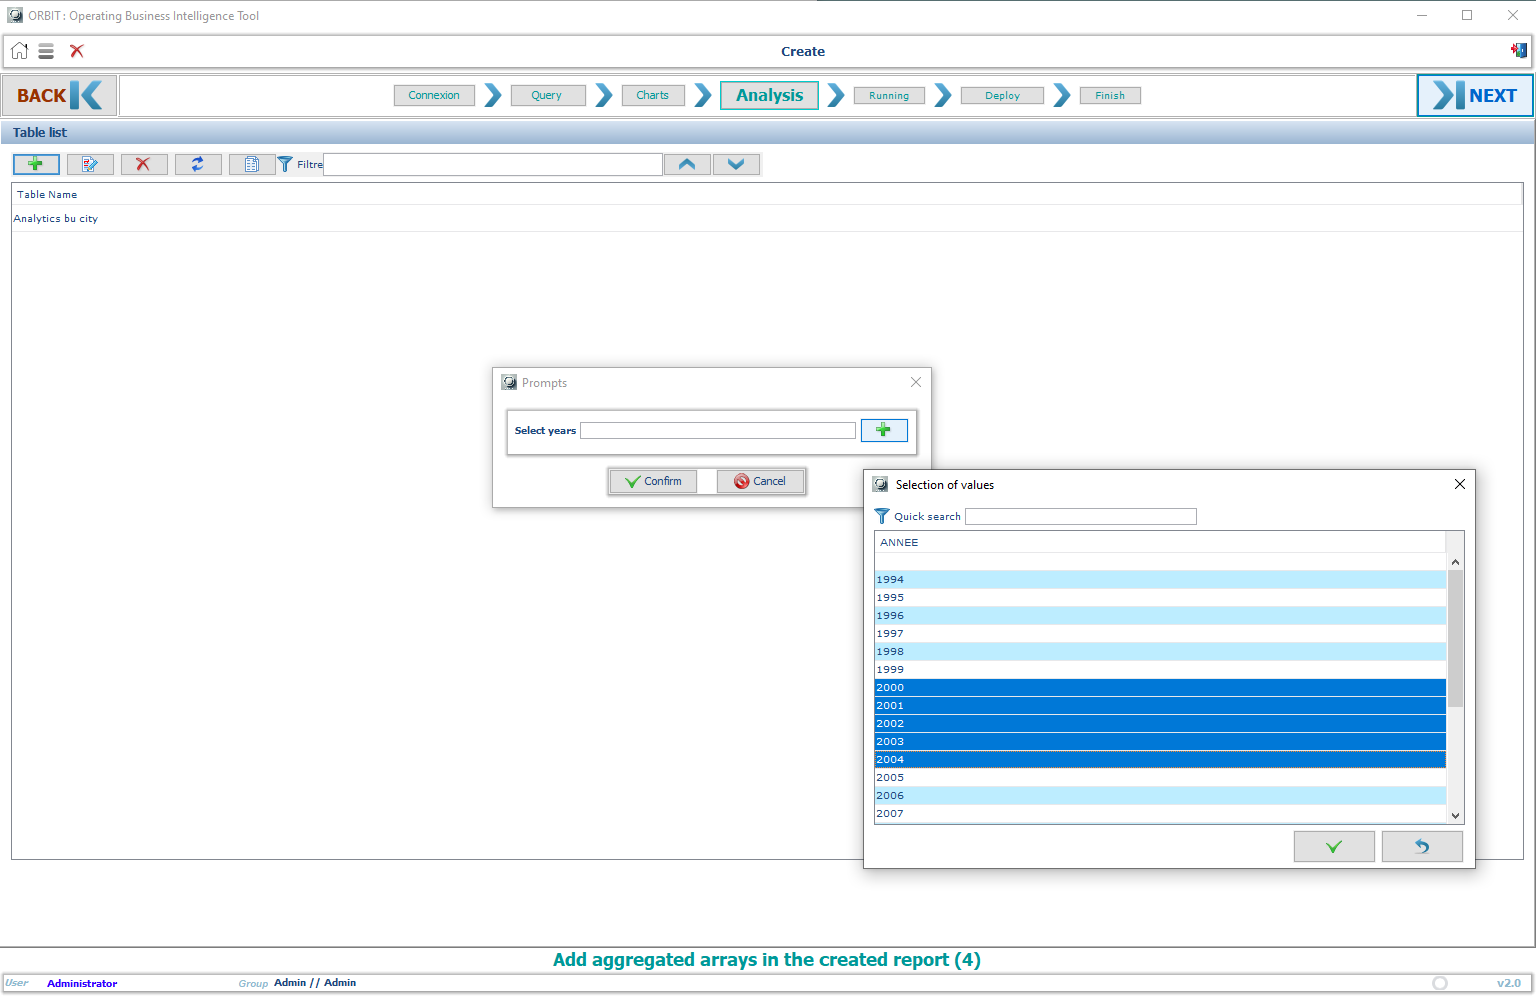 ORBIT : Operating Business Intelligence Tool
Create
BACK
Connexion
Query
Charts
Analysis
Running
Deploy
Finish
NEXT
Table list
Filtre
Table Name
Analytics bu city
Prompts
Select years
Confirm
Cancel
Selection of values
Quick search
ANNEE
1994
1995
1996
1997
1998
1999
2000
2001
2002
2003
2004
2005
2006
2007
Add aggregated arrays in the created report (4)
User Administrator Group Admin // Admin v2.0